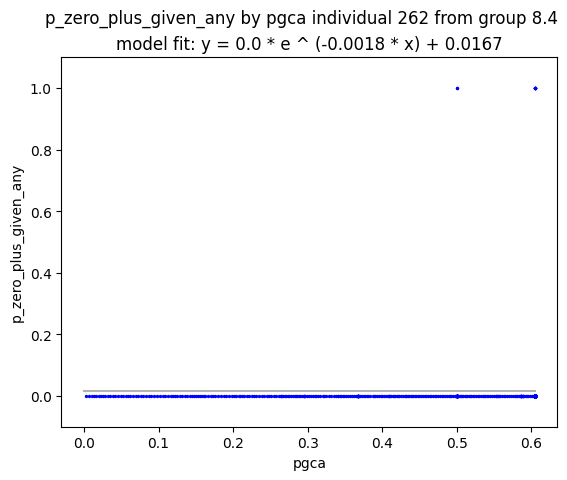 p_zero_plus_given_any by pgca individual 262 from group 8.4
model fit: y = 0.0 * e ^ (-0.0018 * x) + 0.0167
1.0
0.8
0.6
0.4
0.2
0.0
p_zero_plus_given_any
0.0 0.1 0.2 0.3 0.4 0.5 0.6
pgca